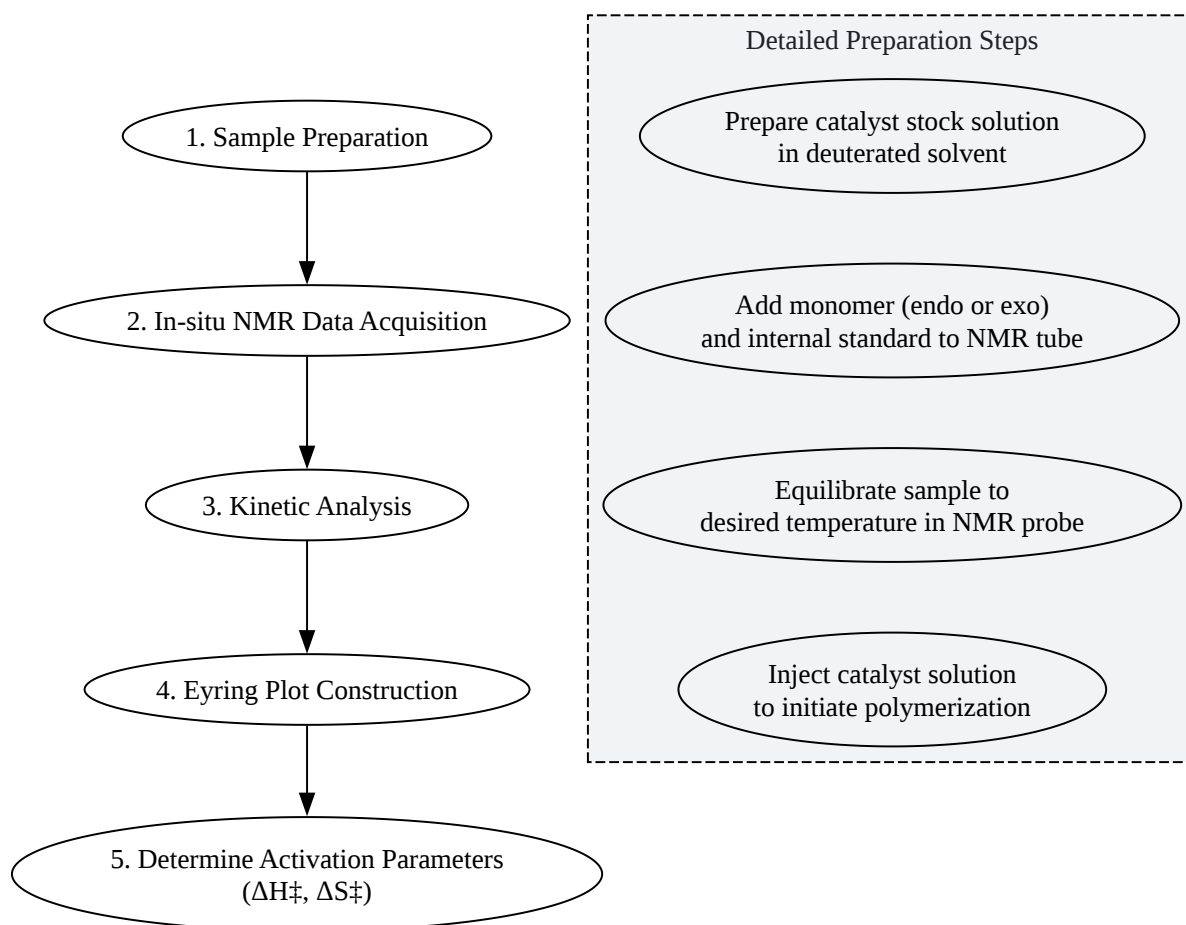 1. Sample Preparation
2. In-situ NMR Data Acquisition
3. Kinetic Analysis
4. Eyring Plot Construction
5. Determine Activation Parameters
(ΔH‡, ΔS‡)
Detailed Preparation Steps
Prepare catalyst stock solution
in deuterated solvent
Add monomer (endo or exo)
and internal standard to NMR tube
Equilibrate sample to
desired temperature in NMR probe
Inject catalyst solution
to initiate polymerization